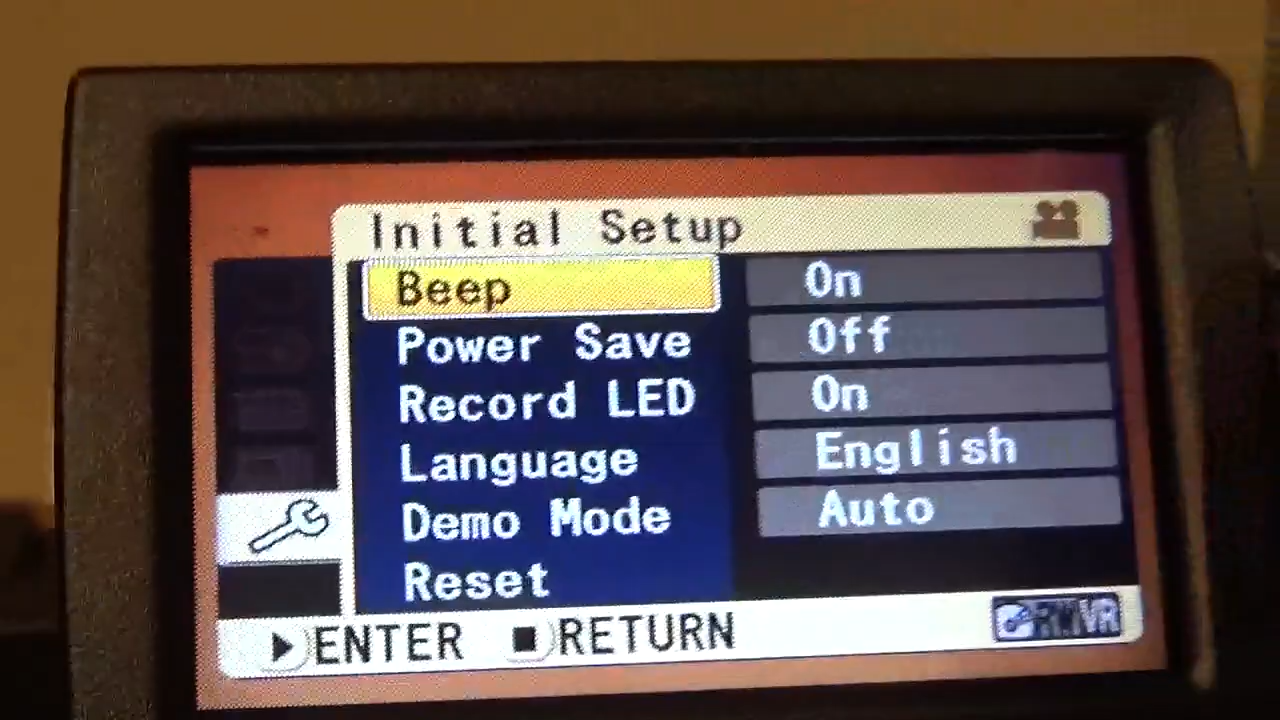 Initial Setup
Beep On
Power Save Off
Record LED On
Language English
Demo Mode Auto
Reset
ENTER RETURN